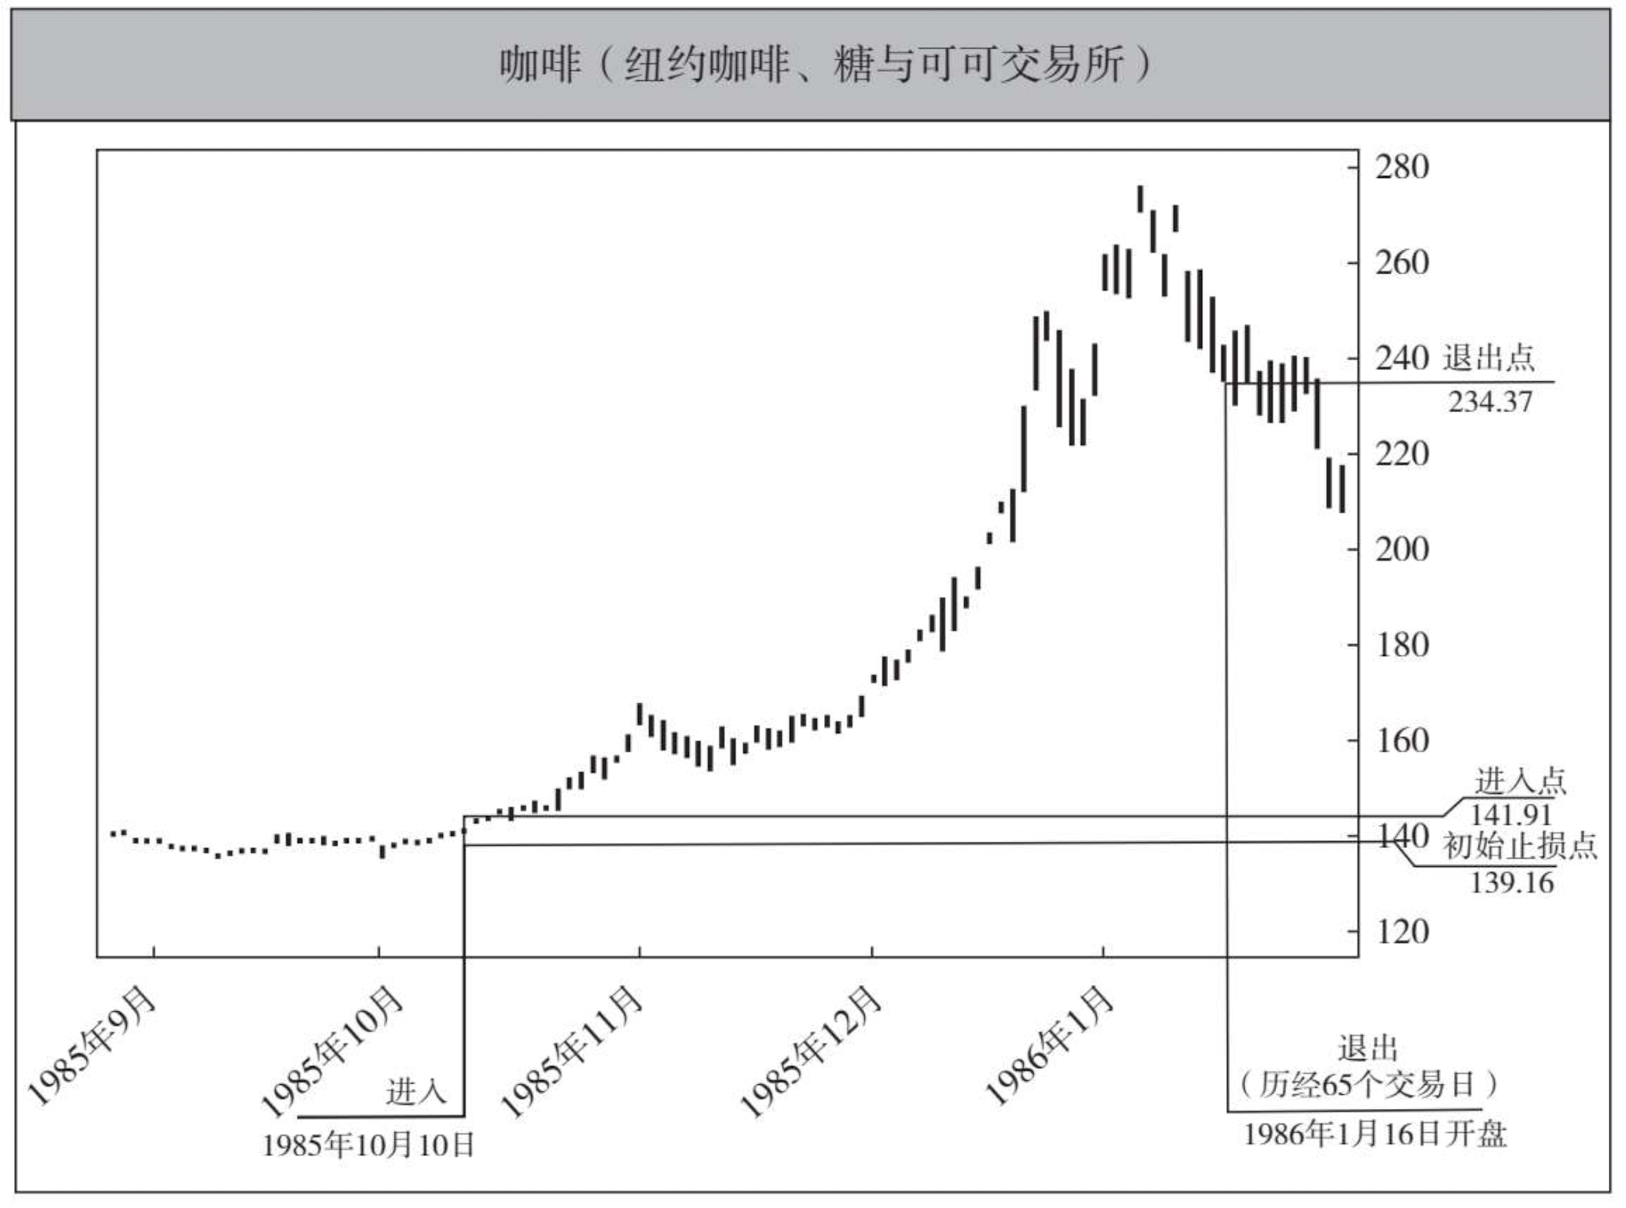 咖啡（纽约咖啡、糖与可可交易所）
280
260
240
退出点
234.37
220
200
180
160
进入点
141.91
140
初始止损点
139.16
120
1985年9月
1985年10月
1985年11月
1985年12月
1986年1月
进入
1985年10月10日
退出
（历经65个交易日）
1986年1月16日开盘